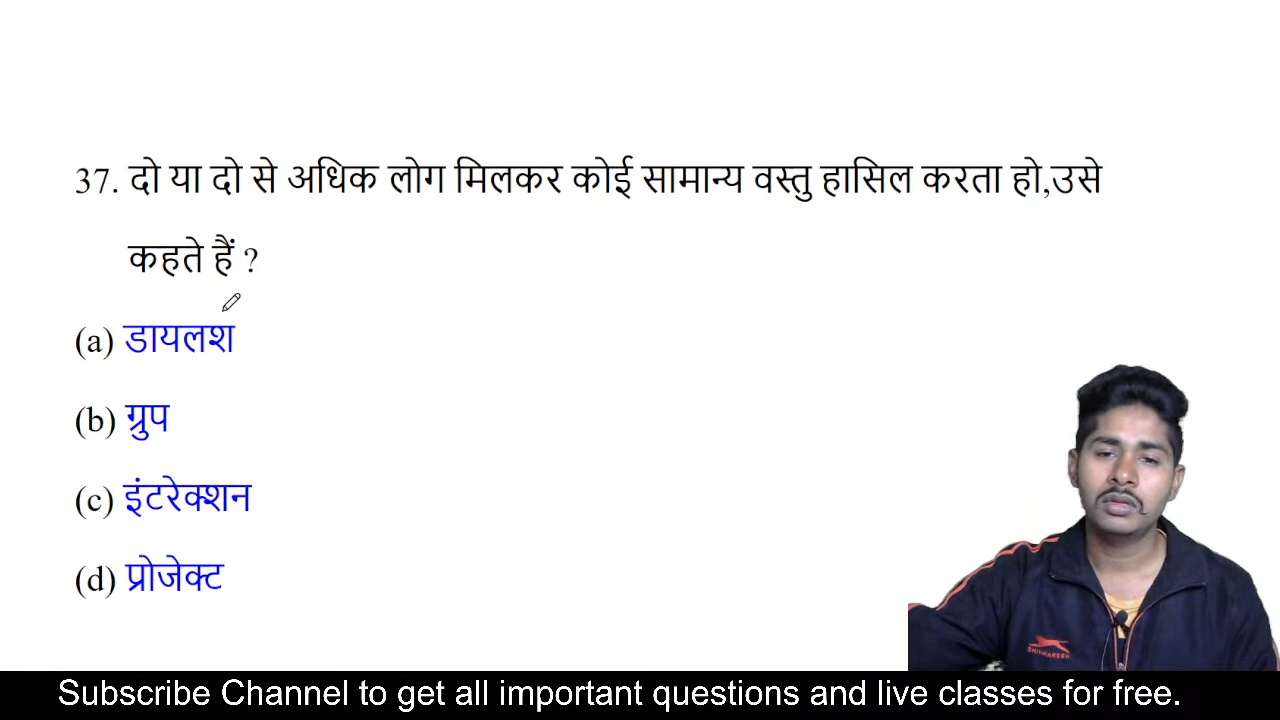 37. दो या दो से अधिक लोग मिलकर कोई सामान्य वस्तु हासिल करता हो,उसे
कहते हैं ?
(a) डायलश
(b) ग्रुप
(c) इंटरेक्शन
(d) प्रोजेक्ट
Subscribe Channel to get all important questions and live classes for free.